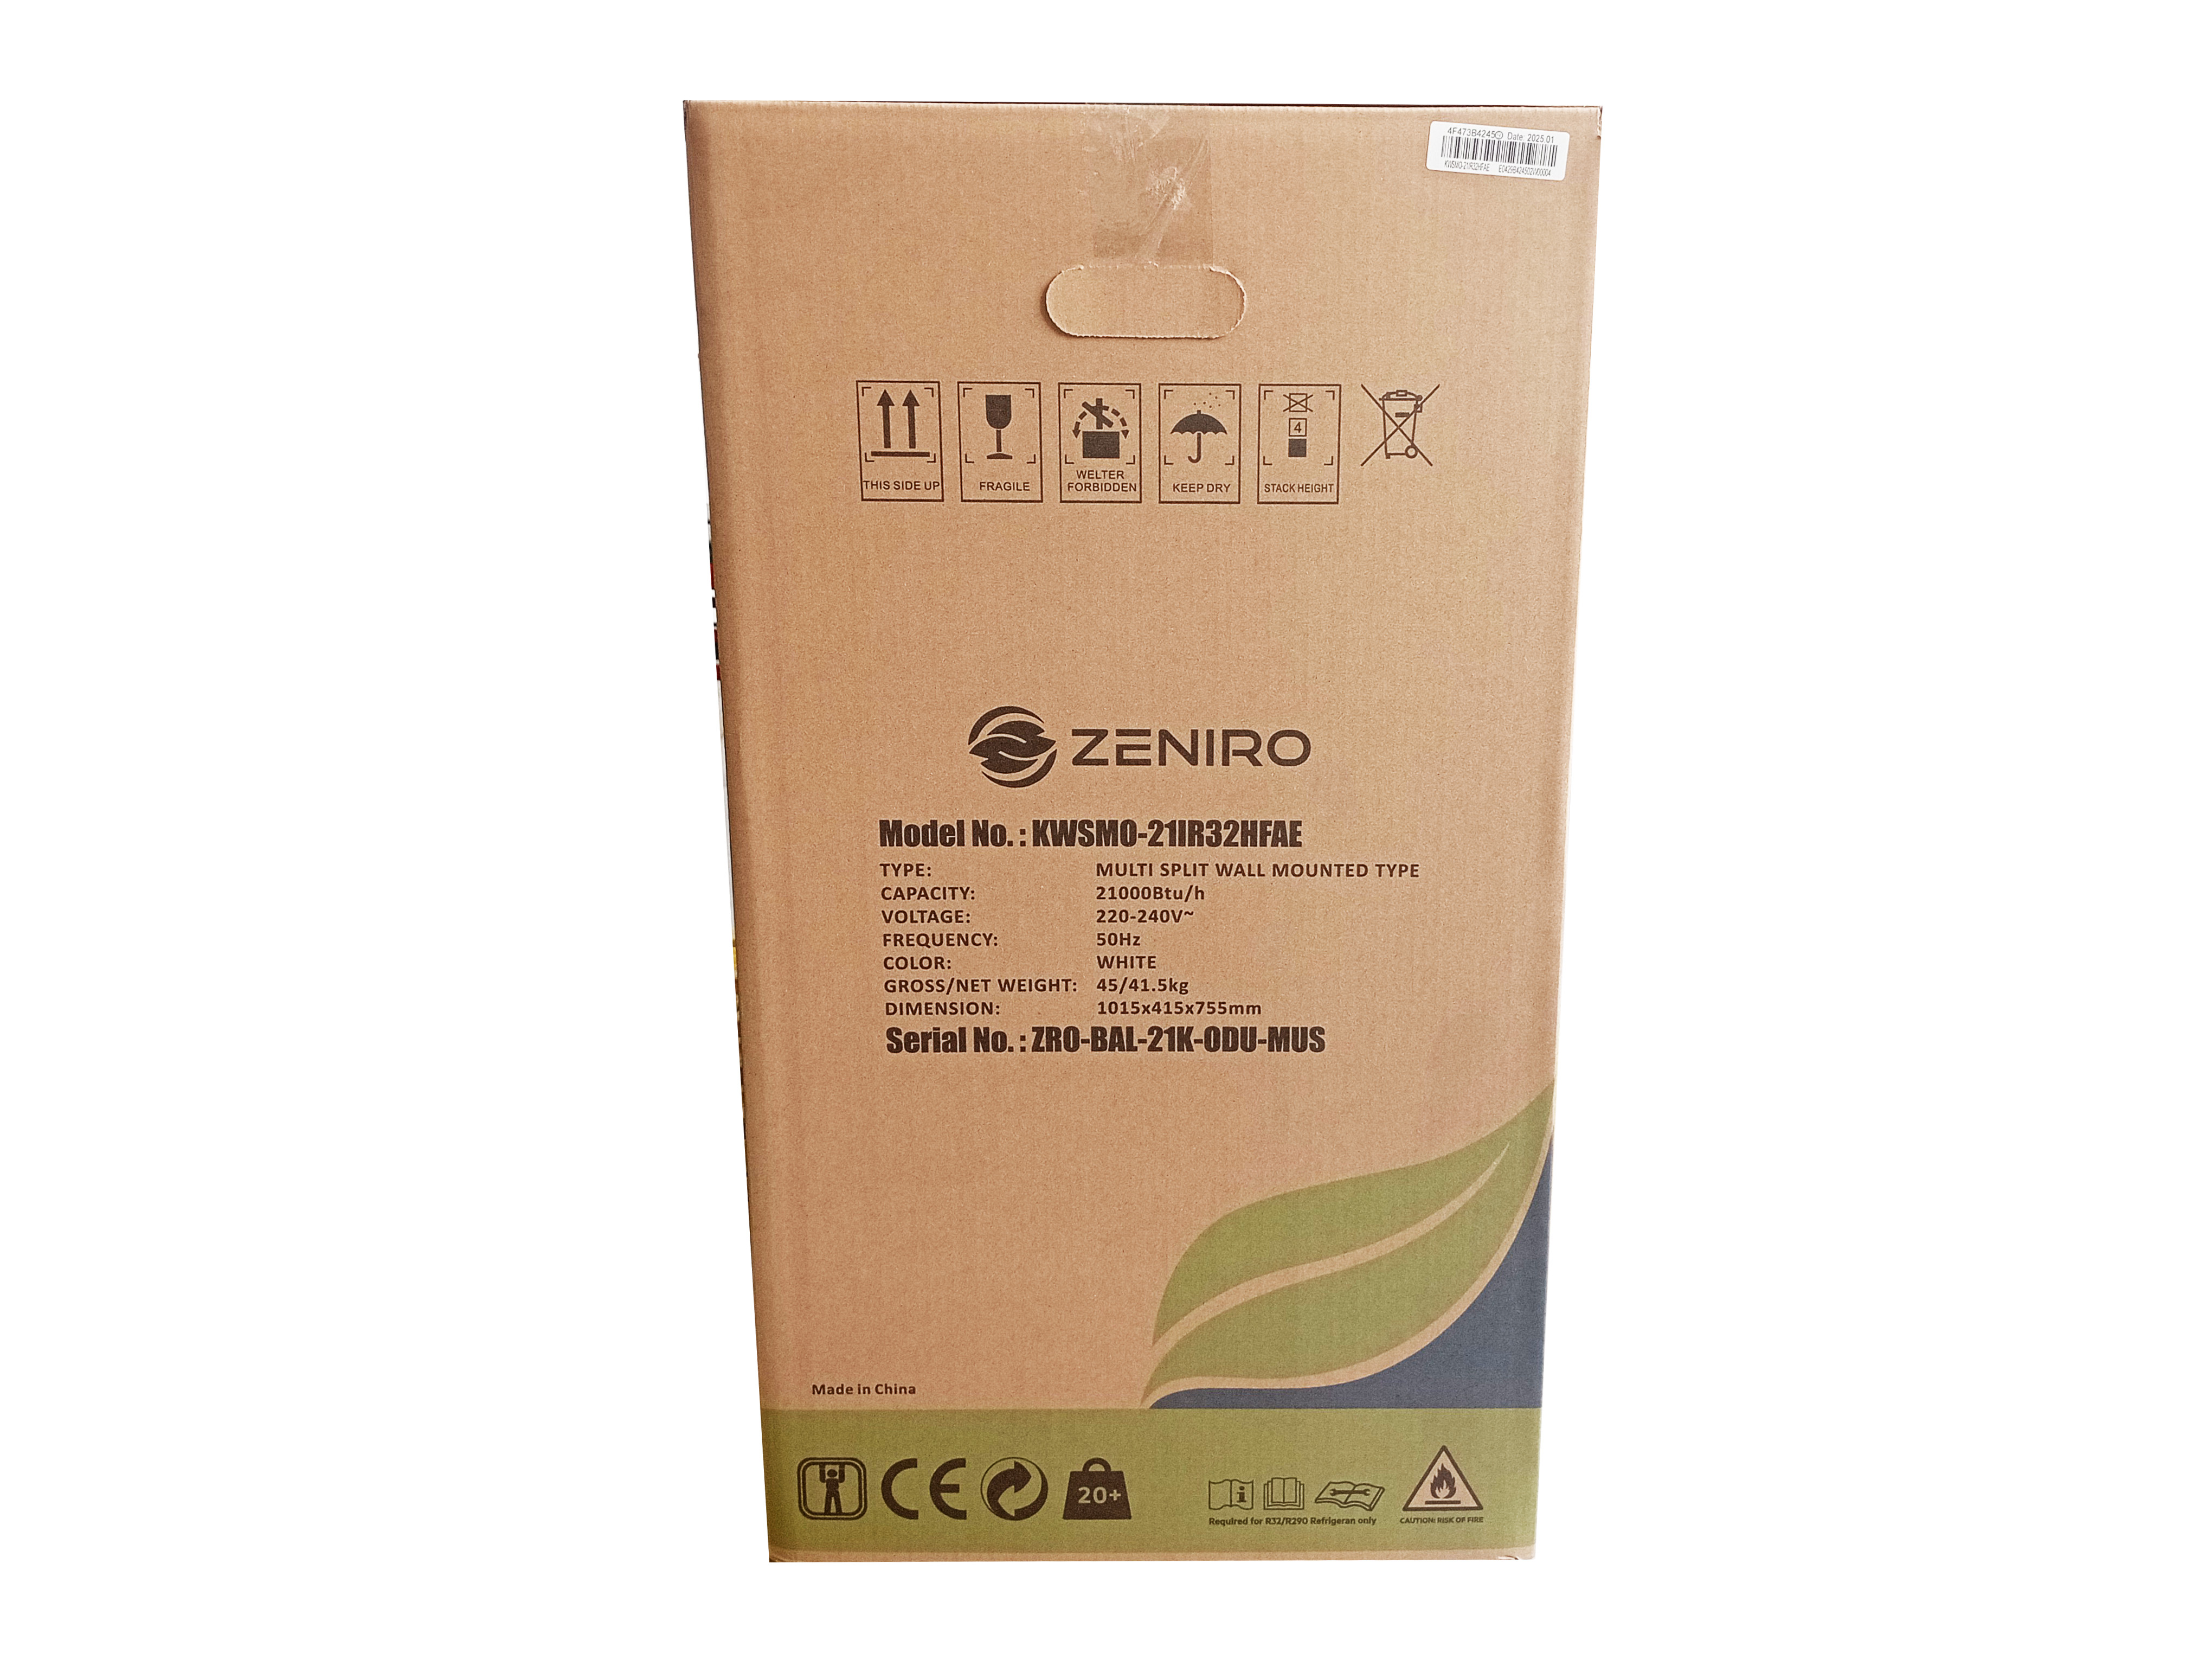 4F473B4245 Date: 2025.01
KWSMO-21IR32HFAE
THIS SIDE UP
FRAGILE
WELTER
FORBIDDEN
KEEP DRY
4
STACK HEIGHT
ZENIRO
Model No. : KWSMO-21IR32HFAE
TYPE: MULTI SPLIT WALL MOUNTED TYPE
CAPACITY: 21000Btu/h
VOLTAGE: 220-240V~
FREQUENCY: 50Hz
COLOR: WHITE
GROSS/NET WEIGHT: 45/41.5kg
DIMENSION: 1015x415x755mm
Serial No. : ZRO-BAL-21K-ODU-MUS
Made in China
CE
20+
i
Required for R32/R290 Refrigeran only
CAUTION: RISK OF FIRE